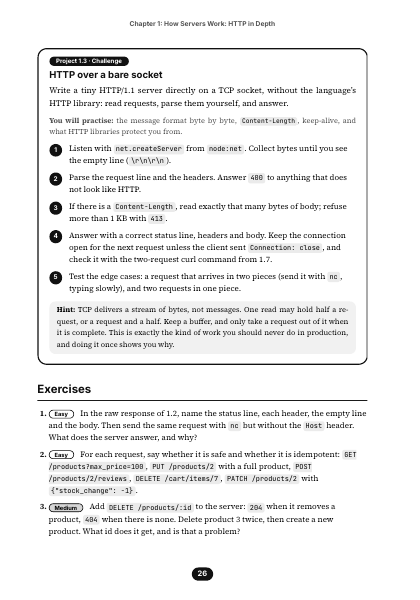 Chapter 1: How Servers Work: HTTP in Depth
Project 1.3 · Challenge
HTTP over a bare socket
Write a tiny HTTP/1.1 server directly on a TCP socket, without the language's
HTTP library: read requests, parse them yourself, and answer.
You will practise: the message format byte by byte, Content-Length, keep-alive, and
what HTTP libraries protect you from.
1 Listen with net.createServer from node:net. Collect bytes until you see
the empty line ( \r\n\r\n ).
2 Parse the request line and the headers. Answer 400 to anything that does
not look like HTTP.
3 If there is a Content-Length, read exactly that many bytes of body; refuse
more than 1 KB with 413.
4 Answer with a correct status line, headers and body. Keep the connection
open for the next request unless the client sent Connection: close, and
check it with the two-request curl command from 1.7.
5 Test the edge cases: a request that arrives in two pieces (send it with nc,
typing slowly), and two requests in one piece.
Hint: TCP delivers a stream of bytes, not messages. One read may hold half a re-
quest, or a request and a half. Keep a buffer, and only take a request out of it when
it is complete. This is exactly the kind of work you should never do in production,
and doing it once shows you why.
Exercises
1. Easy In the raw response of 1.2, name the status line, each header, the empty line
and the body. Then send the same request with nc but without the Host header.
What does the server answer, and why?
2. Easy For each request, say whether it is safe and whether it is idempotent: GET
/products?max_price=100, PUT /products/2 with a full product, POST
/products/2/reviews, DELETE /cart/items/7, PATCH /products/2 with
{"stock_change": -1}.
3. Medium Add DELETE /products/:id to the server: 204 when it removes a
product, 404 when there is none. Delete product 3 twice, then create a new
product. What id does it get, and is that a problem?
26